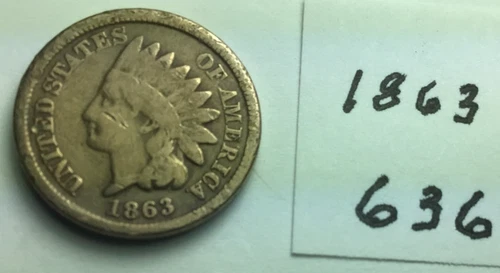 UNITED STATES OF AMERICA
1863
1863
636